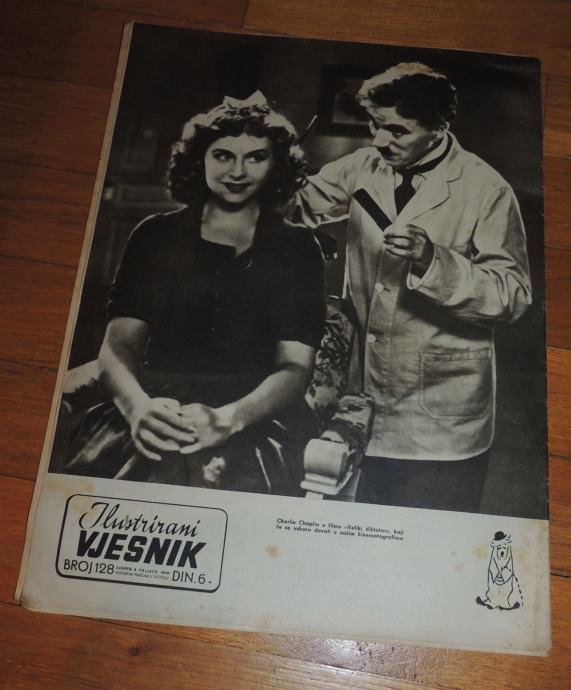 Ilustrirani
VJESNIK
BROJ 128
DIN. 6.-
Charlie Chaplin u filmu »Veliki diktator«, koji
će se uskoro davati u našim kinematografima